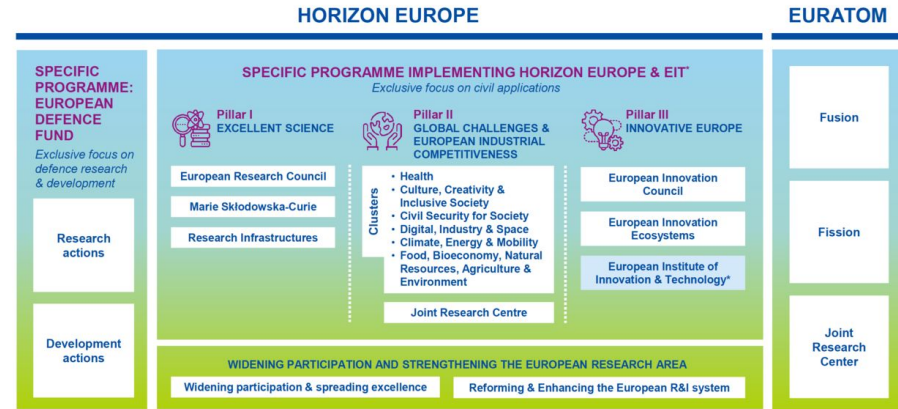 HORIZON EUROPE
EURATOM
SPECIFIC
PROGRAMME:
EUROPEAN
DEFENCE
FUND
Exclusive focus on
defence research
& development
Research
actions
Development
actions
SPECIFIC PROGRAMME IMPLEMENTING HORIZON EUROPE & EIT*
Exclusive focus on civil applications
Pillar I
EXCELLENT SCIENCE
European Research Council
Marie Skłodowska-Curie
Research Infrastructures
Pillar II
GLOBAL CHALLENGES &
EUROPEAN INDUSTRIAL
COMPETITIVENESS
Clusters
• Health
• Culture, Creativity &
Inclusive Society
• Civil Security for Society
• Digital, Industry & Space
• Climate, Energy & Mobility
• Food, Bioeconomy, Natural
Resources, Agriculture &
Environment
Joint Research Centre
Pillar III
INNOVATIVE EUROPE
European Innovation
Council
European Innovation
Ecosystems
European Institute of
Innovation & Technology*
WIDENING PARTICIPATION AND STRENGTHENING THE EUROPEAN RESEARCH AREA
Widening participation & spreading excellence
Reforming & Enhancing the European R&I system
Fusion
Fission
Joint
Research
Center